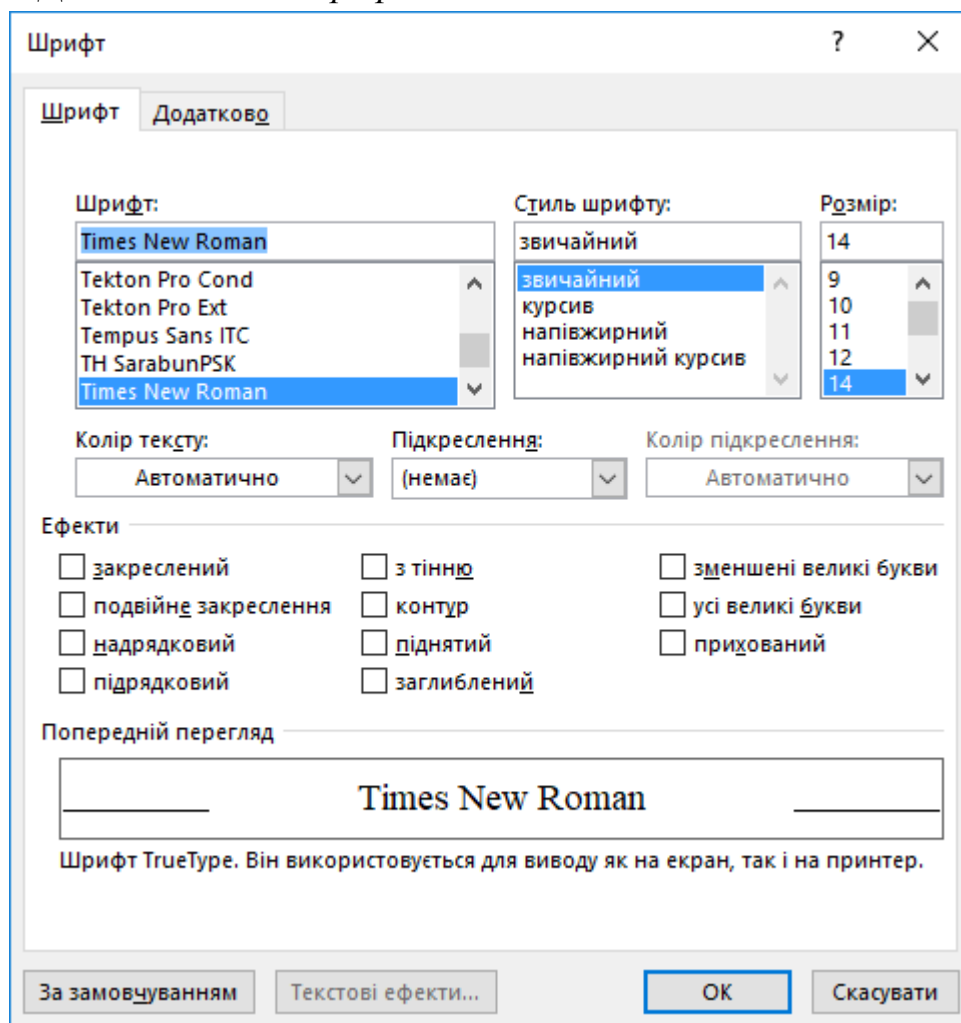 Шрифт ?
Шрифт Додатково
Шрифт: Стиль шрифту: Розмір:
Times New Roman звичайний 14
Tekton Pro Cond звичайний 9
Tekton Pro Ext курсив 10
Tempus Sans ITC напівжирний 11
TH SarabunPSK напівжирний курсив 12
Times New Roman 14
Колір тексту: Підкреслення: Колір підкреслення:
Автоматично (немає) Автоматично
Ефекти
закреслений з тінню зменшені великі букви
подвійне закреслення контур усі великі букви
надрядковий піднятий прихований
підрядковий заглиблений
Попередній перегляд
Times New Roman
Шрифт TrueType. Він використовується для виводу як на екран, так і на принтер.
За замовчуванням Текстові ефекти... ОК Скасувати